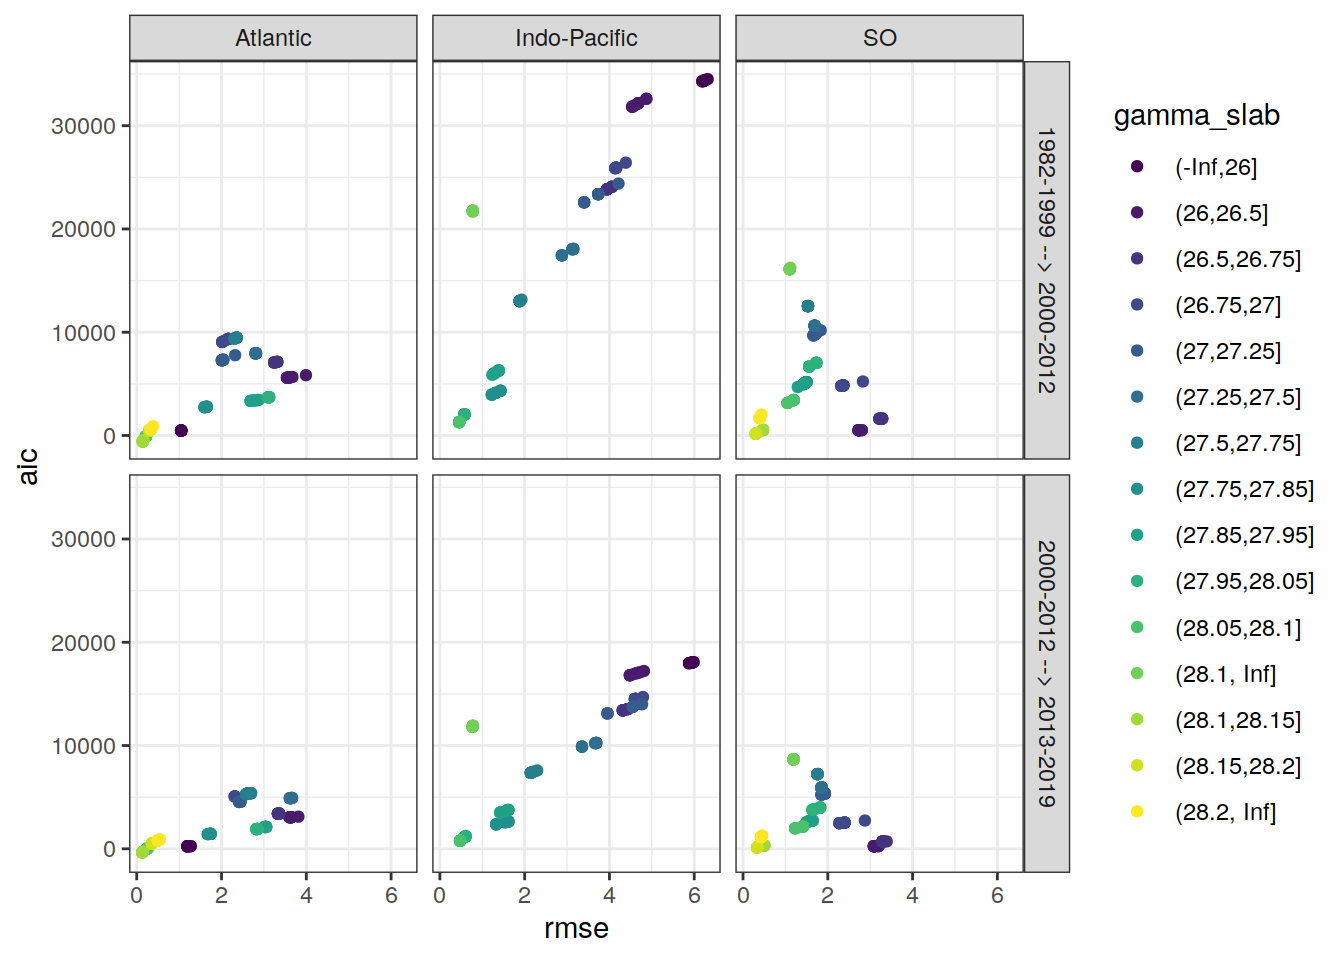 Atlantic
Indo-Pacific
SO
30000
20000
10000
0
30000
20000
10000
0
aic
0
2
4
6
0
2
4
6
0
2
4
6
rmse
1982-1999 --> 2000-2012
2000-2012 --> 2013-2019
gamma_slab
(-Inf,26]
(26,26.5]
(26.5,26.75]
(26.75,27]
(27,27.25]
(27.25,27.5]
(27.5,27.75]
(27.75,27.85]
(27.85,27.95]
(27.95,28.05]
(28.05,28.1]
(28.1, Inf]
(28.1,28.15]
(28.15,28.2]
(28.2, Inf]